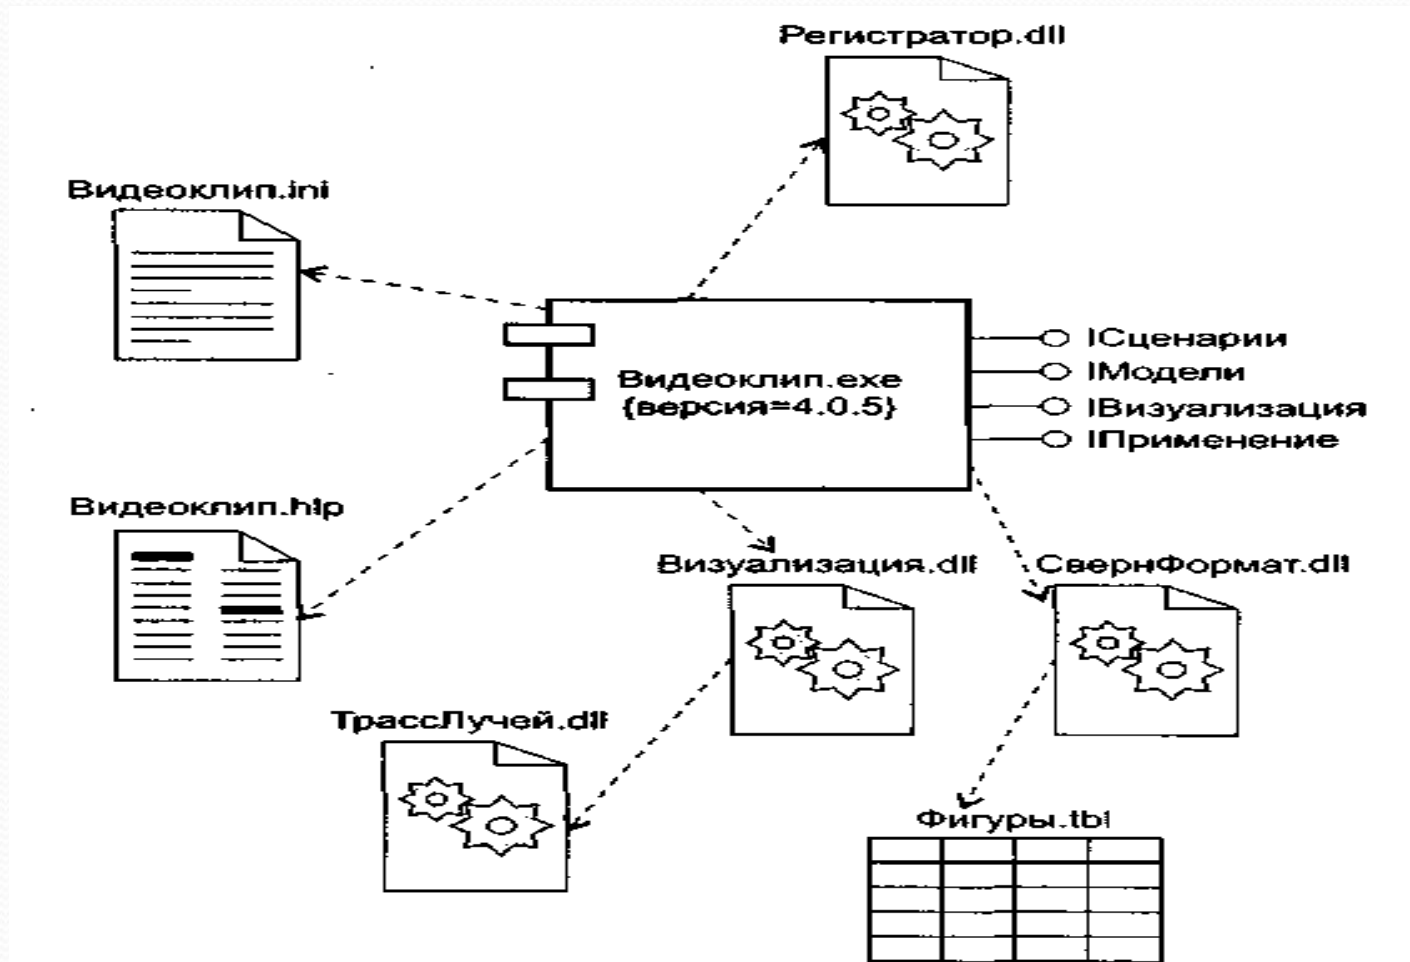 Регистратор.dll
Видеоклип.ini
Видеоклип.exe
{версия=4.0.5}
IСценарии
IМодели
IВизуализация
IПрименение
Видеоклип.hlp
Визуализация.dll
СвернФормат.dll
ТрассЛучей.dll
Фигуры.tbl